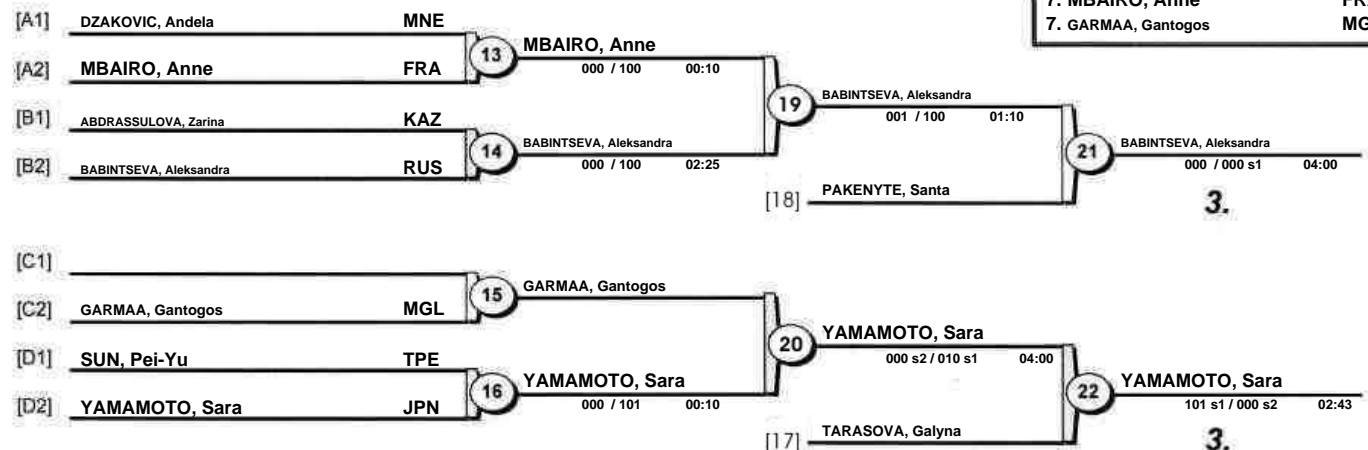 7. MBAIRO, Anne
7. GARMAA, Gantogos
[A1] DZAKOVIC, Andela MNE
13 MBAIRO, Anne
000 / 100 00:10
[A2] MBAIRO, Anne FRA
19 BABINTSEVA, Aleksandra
001 / 100 01:10
[B1] ABDRASSULOVA, Zarina KAZ
14 BABINTSEVA, Aleksandra
000 / 100 02:25
21 BABINTSEVA, Aleksandra
000 / 000 s1 04:00
[B2] BABINTSEVA, Aleksandra RUS
[18] PAKENYTE, Santa
3.
[C1]
15 GARMAA, Gantogos
[C2] GARMAA, Gantogos MGL
20 YAMAMOTO, Sara
000 s2 / 010 s1 04:00
[D1] SUN, Pei-Yu TPE
16 YAMAMOTO, Sara
000 / 101 00:10
22 YAMAMOTO, Sara
101 s1 / 000 s2 02:43
[D2] YAMAMOTO, Sara JPN
[17] TARASOVA, Galyna
3.